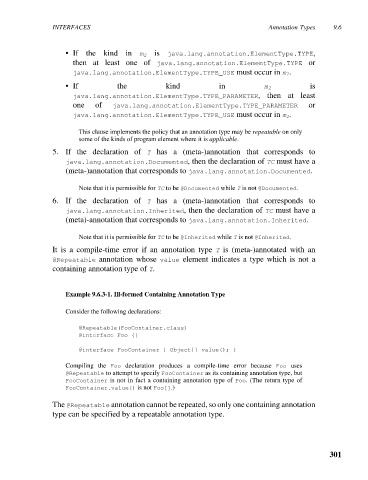 INTERFACES Annotation Types 9.6
• If the kind in m2 is java.lang.annotation.ElementType.TYPE,
then at least one of java.lang.annotation.ElementType.TYPE or
java.lang.annotation.ElementType.TYPE_USE must occur in m1.
• If the kind in m2 is
java.lang.annotation.ElementType.TYPE_PARAMETER, then at least
one of java.lang.annotation.ElementType.TYPE_PARAMETER or
java.lang.annotation.ElementType.TYPE_USE must occur in m2.
This clause implements the policy that an annotation type may be repeatable on only
some of the kinds of program element where it is applicable.
5. If the declaration of T has a (meta-)annotation that corresponds to
java.lang.annotation.Documented, then the declaration of TC must have a
(meta-)annotation that corresponds to java.lang.annotation.Documented.
Note that it is permissible for TC to be @Documented while T is not @Documented.
6. If the declaration of T has a (meta-)annotation that corresponds to
java.lang.annotation.Inherited, then the declaration of TC must have a
(meta)-annotation that corresponds to java.lang.annotation.Inherited.
Note that it is permissible for TC to be @Inherited while T is not @Inherited.
It is a compile-time error if an annotation type T is (meta-)annotated with an
@Repeatable annotation whose value element indicates a type which is not a
containing annotation type of T.
Example 9.6.3-1. Ill-formed Containing Annotation Type
Consider the following declarations:
@Repeatable(FooContainer.class)
@interface Foo {}
@interface FooContainer { Object[] value(); }
Compiling the Foo declaration produces a compile-time error because Foo uses
@Repeatable to attempt to specify FooContainer as its containing annotation type, but
FooContainer is not in fact a containing annotation type of Foo. (The return type of
FooContainer.value() is not Foo[].)
The @Repeatable annotation cannot be repeated, so only one containing annotation
type can be specified by a repeatable annotation type.
301